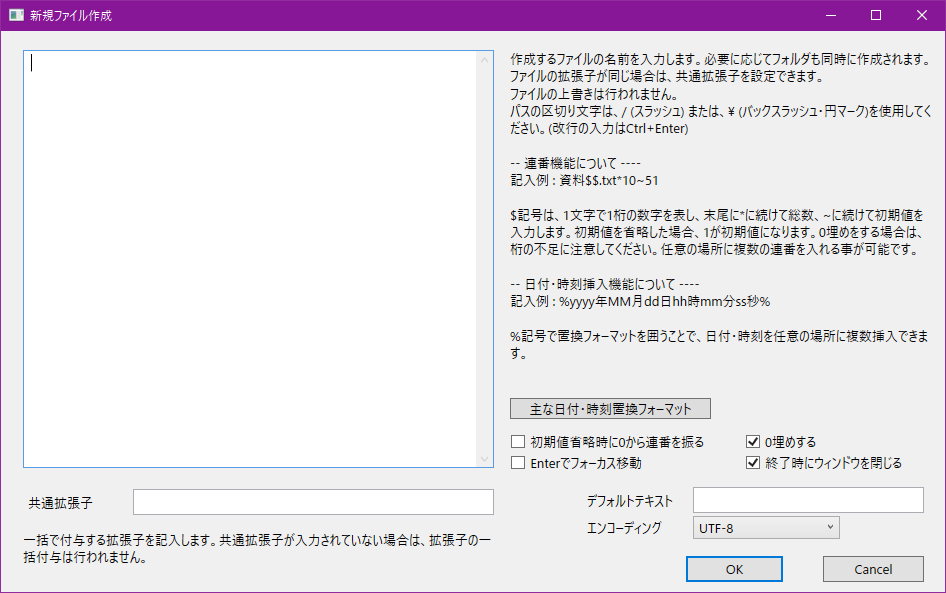 新規ファイル作成
作成するファイルの名前を入力します。必要に応じてフォルダも同時に作成されます。
ファイルの拡張子が同じ場合は、共通拡張子を設定できます。
ファイルの上書きは行われません。
パスの区切り文字は、/ (スラッシュ) または、¥ (バックスラッシュ・円マーク)を使用してく
ださい。(改行の入力はCtrl+Enter)
-- 連番機能について ----
記入例 : 資料$$.txt*10~51
$記号は、1文字で1桁の数字を表し、末尾に*に続けて総数、~に続けて初期値を
入力します。初期値を省略した場合、1が初期値になります。0埋めをする場合は、
桁の不足に注意してください。任意の場所に複数の連番を入れる事が可能です。
-- 日付・時刻挿入機能について ----
記入例 : %yyyy年MM月dd日hh時mm分ss秒%
%記号で置換フォーマットを囲うことで、日付・時刻を任意の場所に複数挿入できま
す。
主な日付・時刻置換フォーマット
初期値省略時に0から連番を振る
0埋めする
Enterでフォーカス移動
終了時にウィンドウを閉じる
共通拡張子
デフォルトテキスト
エンコーディング
UTF-8
一括で付与する拡張子を記入します。共通拡張子が入力されていない場合は、拡張子の一
括付与は行われません。
OK
Cancel